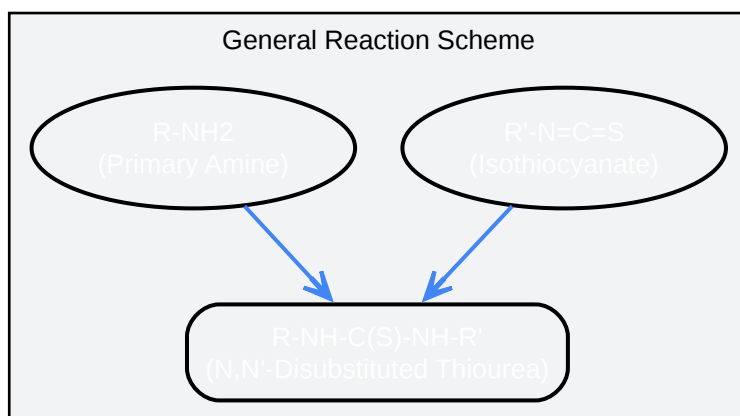 General Reaction Scheme
R-NH2
(Primary Amine)
R'-N=C=S
(Isothiocyanate)
R-NH-C(S)-NH-R'
(N,N'-Disubstituted Thiourea)